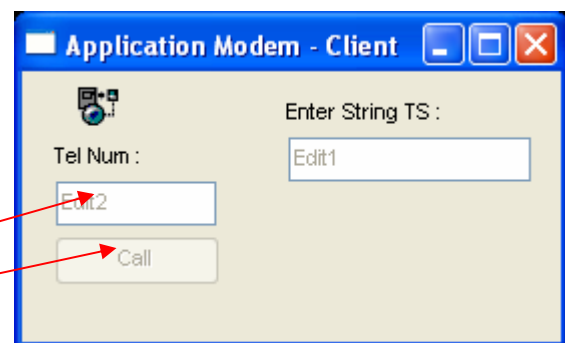 Application Modem - Client
Enter String TS :
Tel Num :
Edit1
Edit2
Call